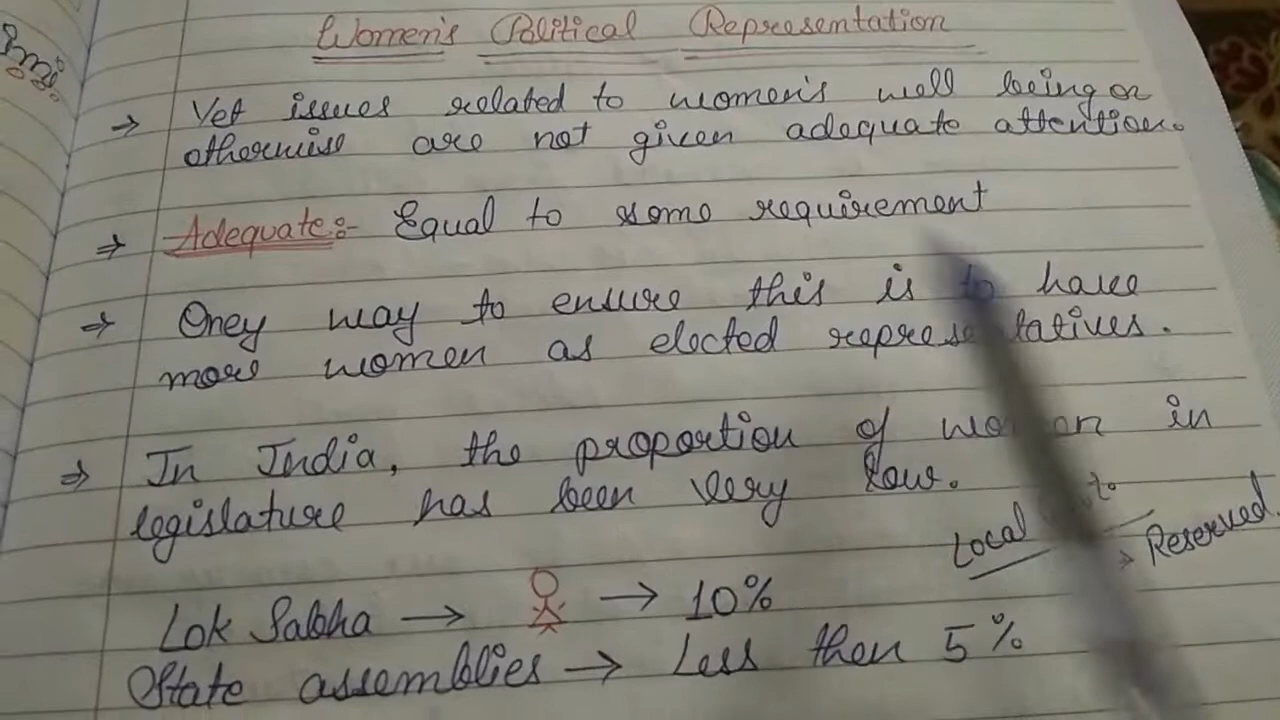 Women's Political Representation
→ Yet issues related to women's well being or
otherwise are not given adequate attention.
⇒ Adequate:- Equal to some requirement
⇒ Oney way to ensure this is to have
more women as elected representatives.
⇒ In India, the proportion of women in
legislature has been very low.
Local
→ Reserved
Lok Sabha → → 10%
State assemblies → Less then 5%